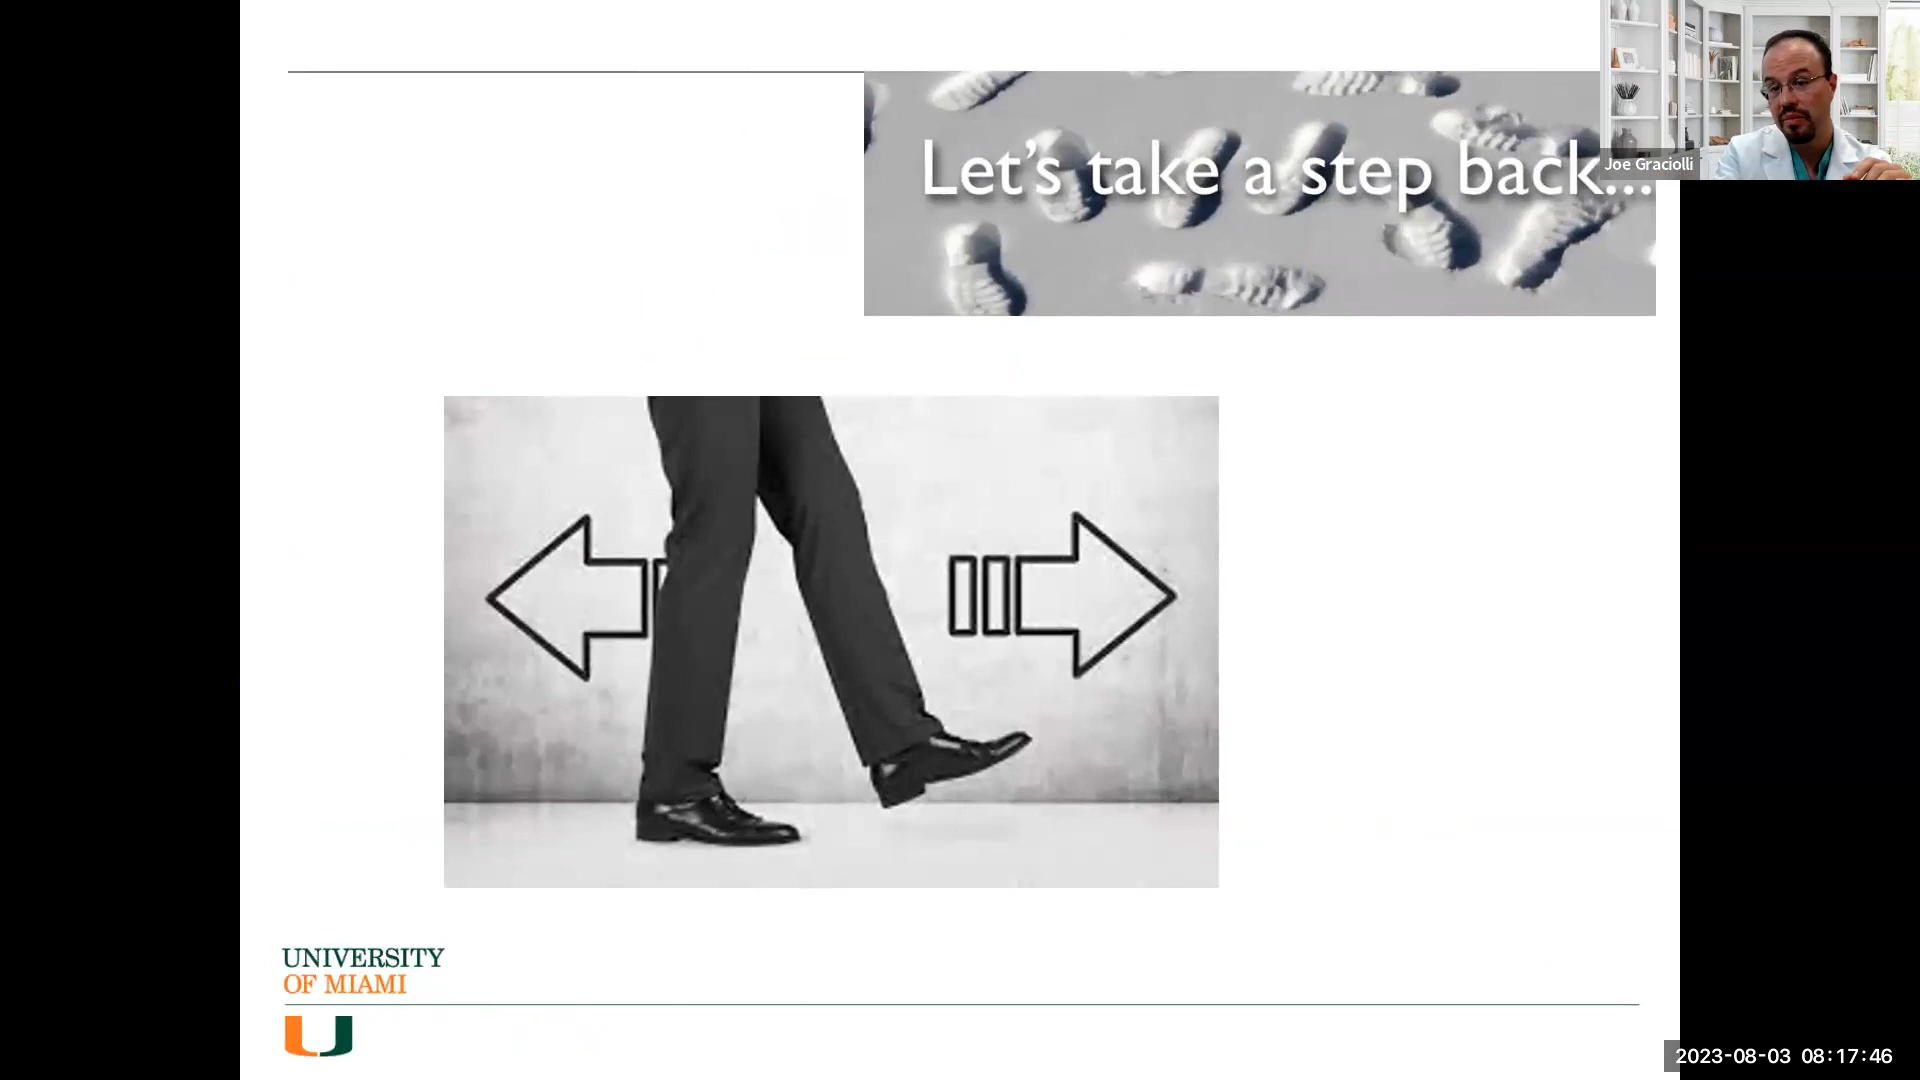 Let's take a step back...
Joe Graciolli
UNIVERSITY
OF MIAMI
2023-08-03 08:17:46